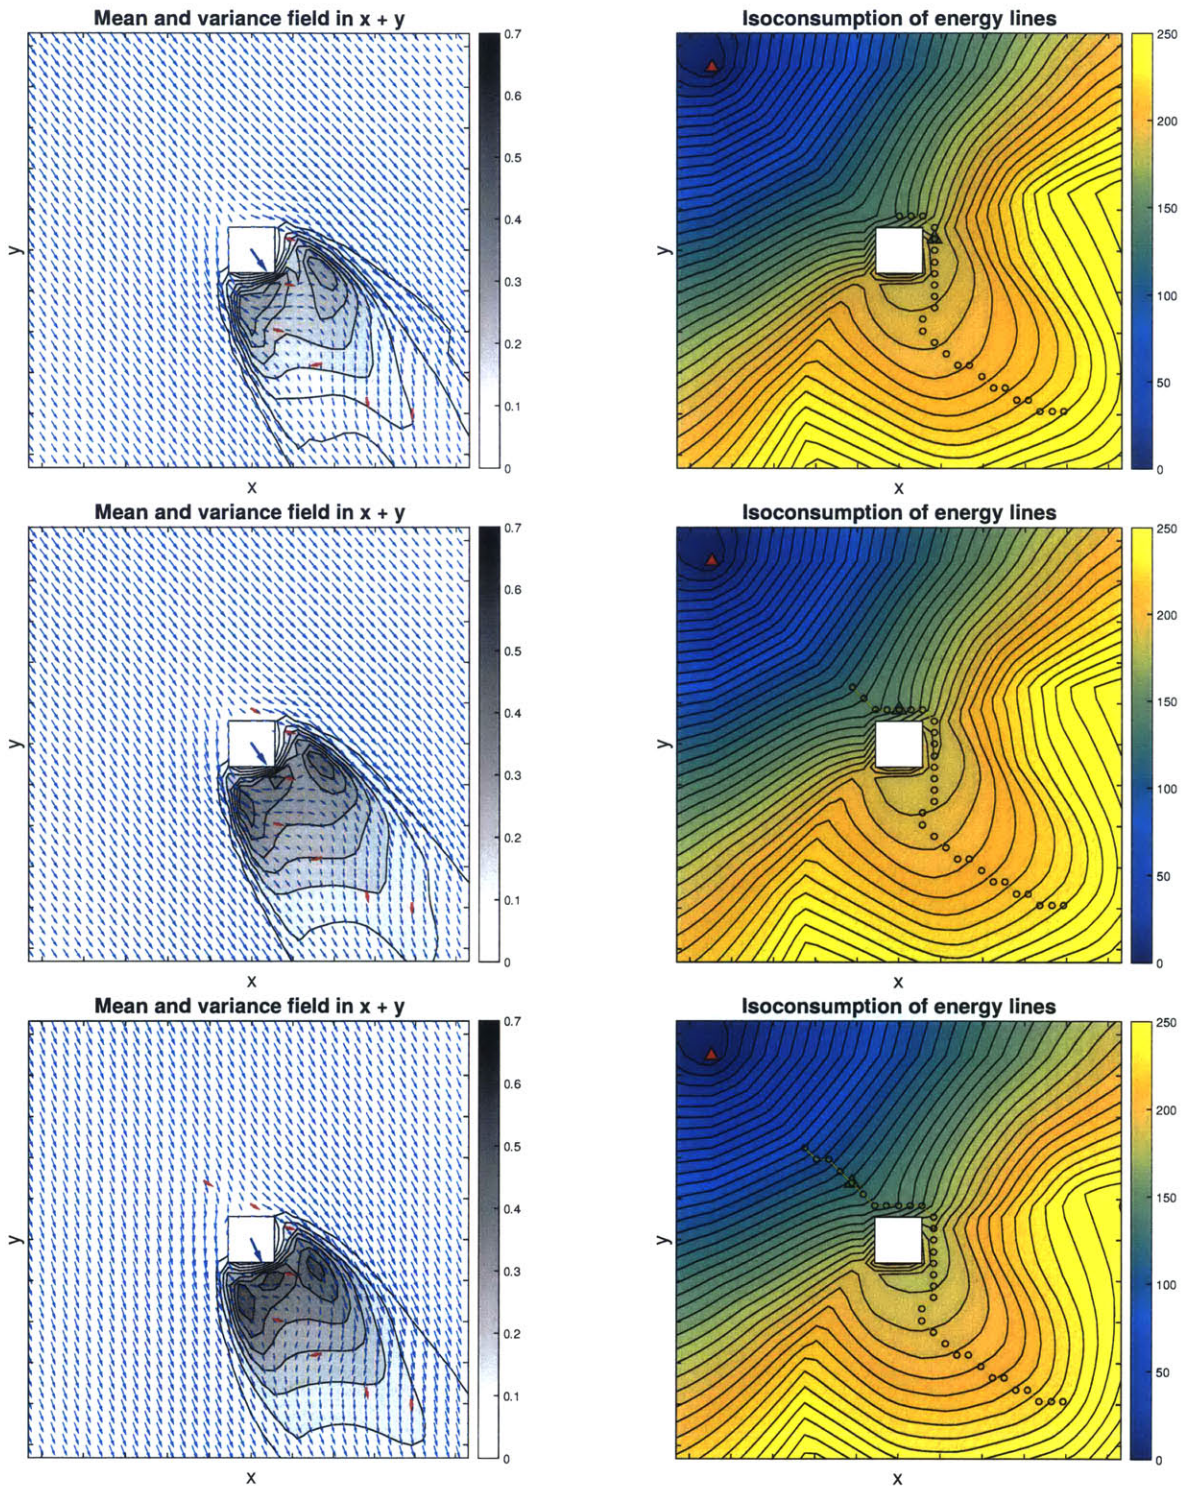 Mean and variance field in x + y
Isoconsumption of energy lines
0.7
0.6
0.5
0.4
0.3
0.2
0.1
0
y
x
250
200
150
100
50
0
y
x
Mean and variance field in x + y
Isoconsumption of energy lines
0.7
0.6
0.5
0.4
0.3
0.2
0.1
0
y
x
250
200
150
100
50
0
y
x
Mean and variance field in x + y
Isoconsumption of energy lines
0.7
0.6
0.5
0.4
0.3
0.2
0.1
0
y
x
250
200
150
100
50
0
y
x